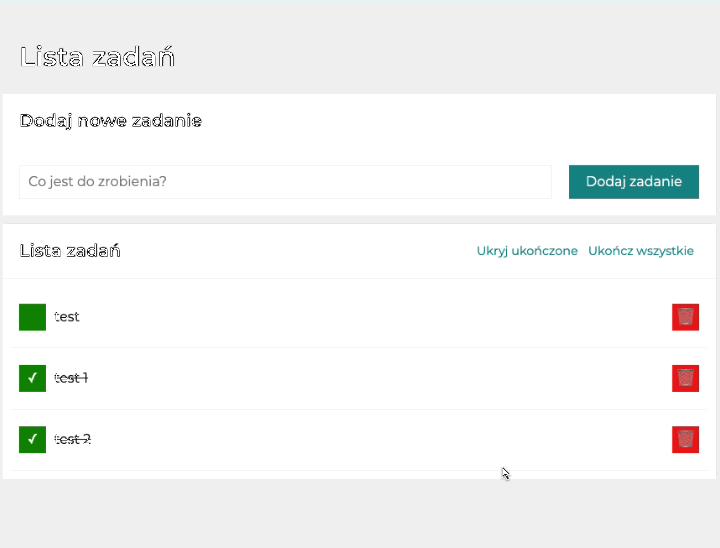 Lista zadań
Dodaj nowe zadanie
Co jest do zrobienia?
Dodaj zadanie
Lista zadań
Ukryj ukończone
Ukończ wszystkie
test
✓ test 1
✓ test 2